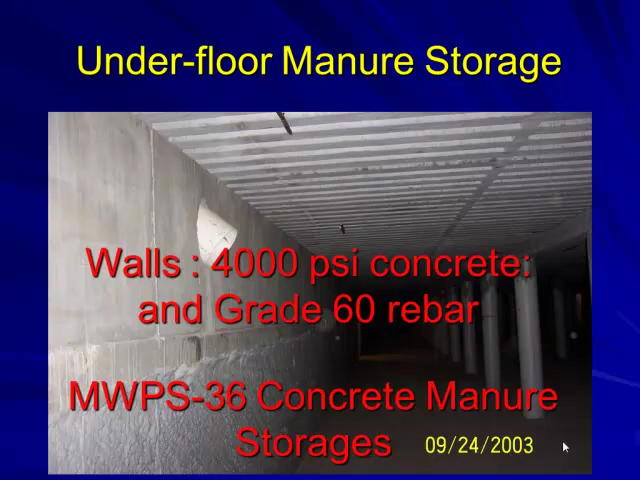 Under-floor Manure Storage
Walls : 4000 psi concrete:
and Grade 60 rebar
MWPS-36 Concrete Manure
Storages
09/24/2003